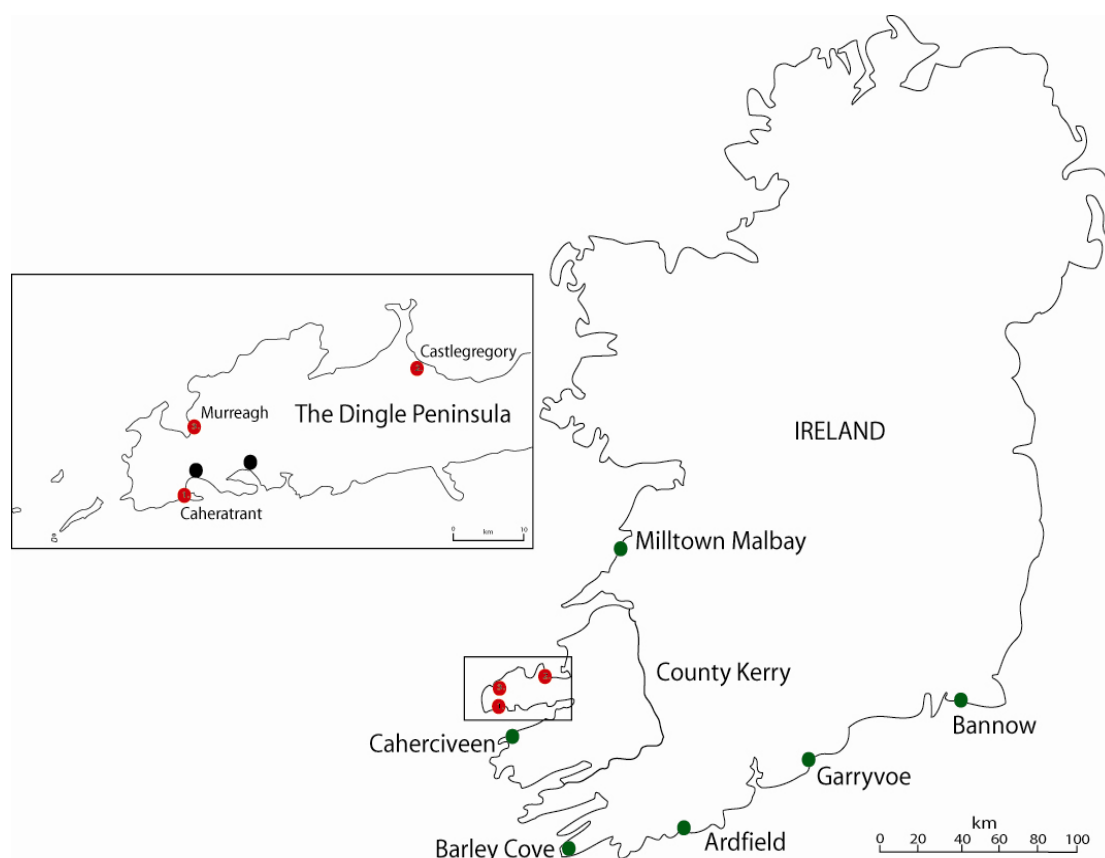 Castlegregory
Murreagh
The Dingle Peninsula
Caheratrant
km
0 10
IRELAND
Milltown Malbay
County Kerry
Caherciveen
Bannow
Garryvoe
Ardfield
Barley Cove
km
0 20 40 60 80 100